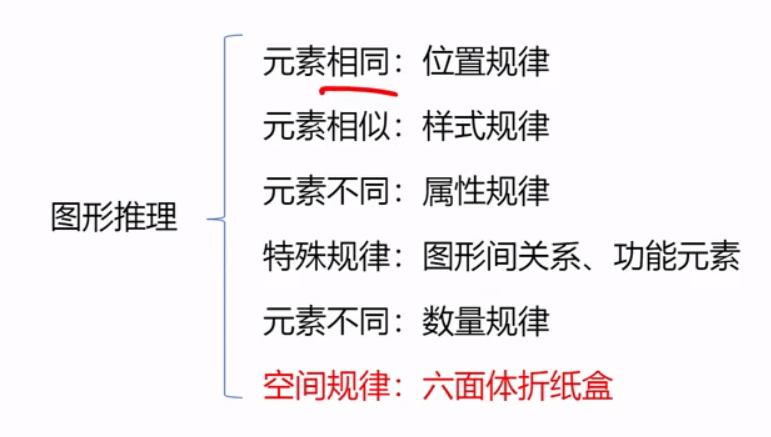 元素相同：位置规律
元素相似：样式规律
元素不同：属性规律
图形推理
特殊规律：图形间关系、功能元素
元素不同：数量规律
空间规律：六面体折纸盒